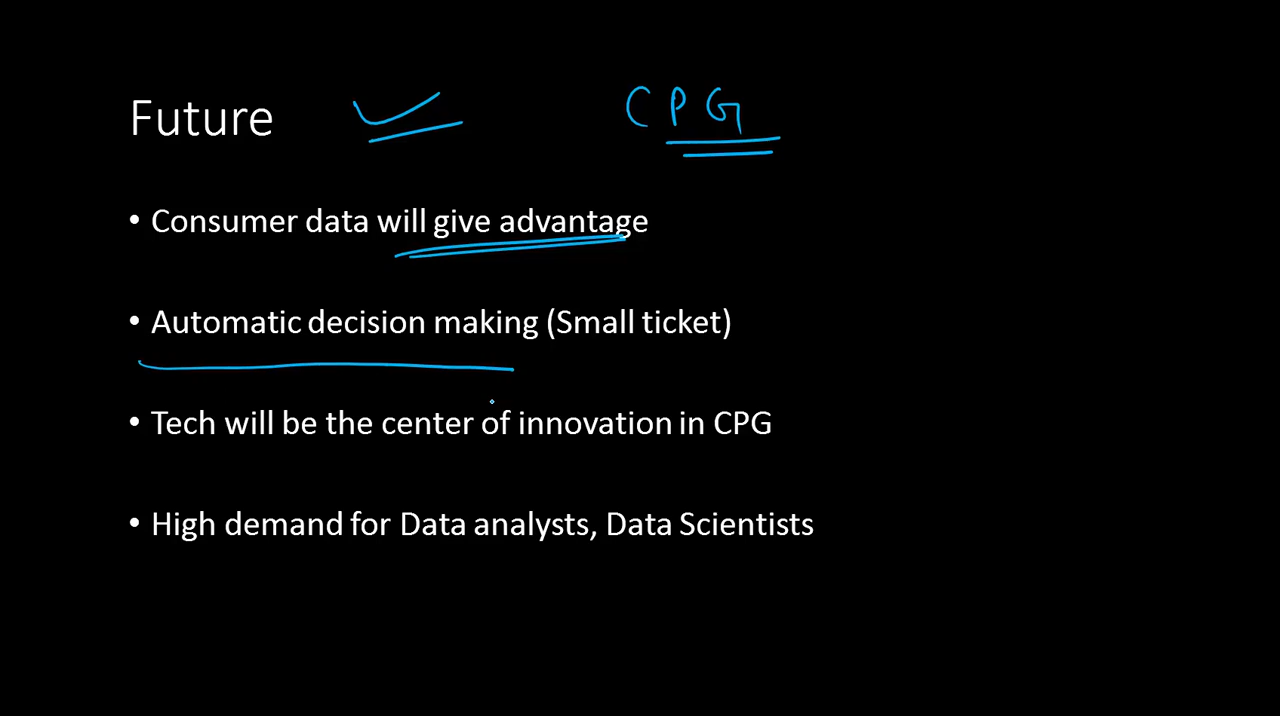 Future CPG
• Consumer data will give advantage
• Automatic decision making (Small ticket)
• Tech will be the center of innovation in CPG
• High demand for Data analysts, Data Scientists